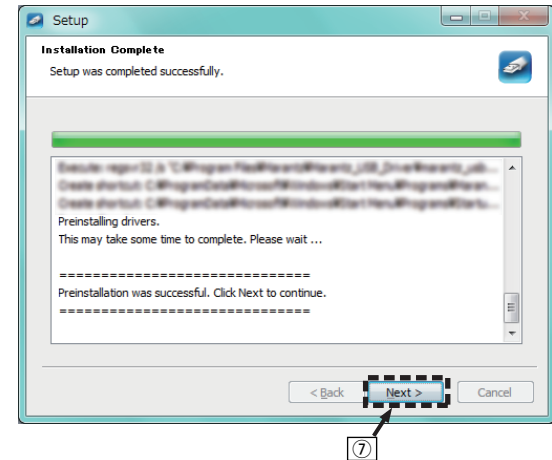 Setup
Installation Complete
Setup was completed successfully.
Preinstalling drivers.
This may take some time to complete. Please wait ...
===============================
Preinstallation was successful. Click Next to continue.
===============================
< Back Next > Cancel
⑦